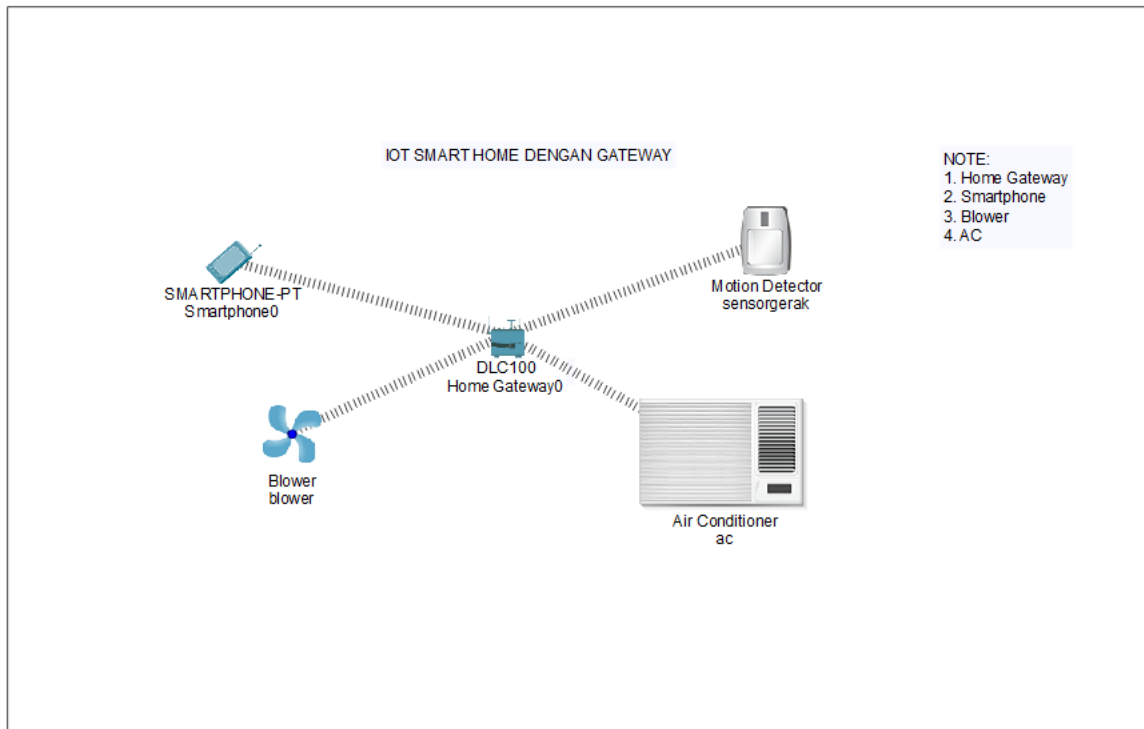 IOT SMART HOME DENGAN GATEWAY
NOTE:
1. Home Gateway
2. Smartphone
3. Blower
4. AC
SMARTPHONE-PT
Smartphone0
Motion Detector
sensorgerak
DLC100
Home Gateway0
Blower
blower
Air Conditioner
ac